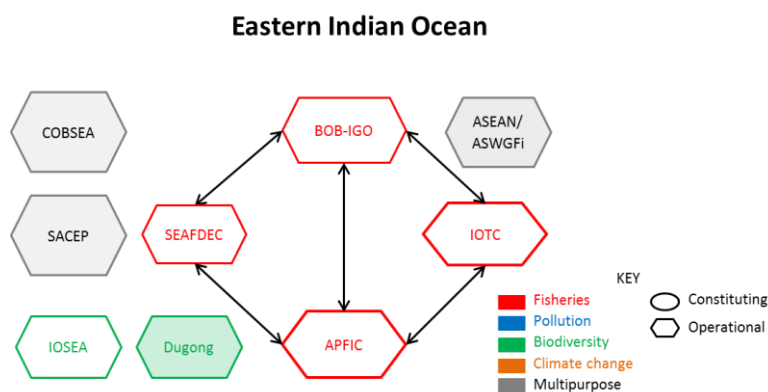 Eastern Indian Ocean
COBSEA
BOB-IGO
ASEAN/
ASWGFi
SACEP
SEAFDEC
IOTC
IOSEA
Dugong
APFIC
KEY
Fisheries
Pollution
Biodiversity
Climate change
Multipurpose
Constituting
Operational